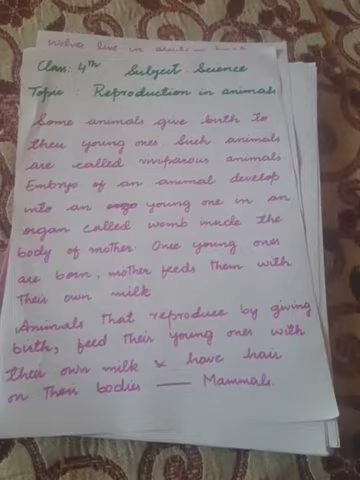 Wolves live in
Class: 4th Subject: Science
Topic: Reproduction in animals
Some animals give birth to
their young ones Such animals
are called viviparous animals.
Embryo of an animal develop
into an young one in an
organ called womb inside the
body of mother. Once young ones
are born, mother feeds them with
their own milk
Animals that reproduce by giving
birth, feed their young ones with
their own milk & have hair
on their bodies — Mammals.